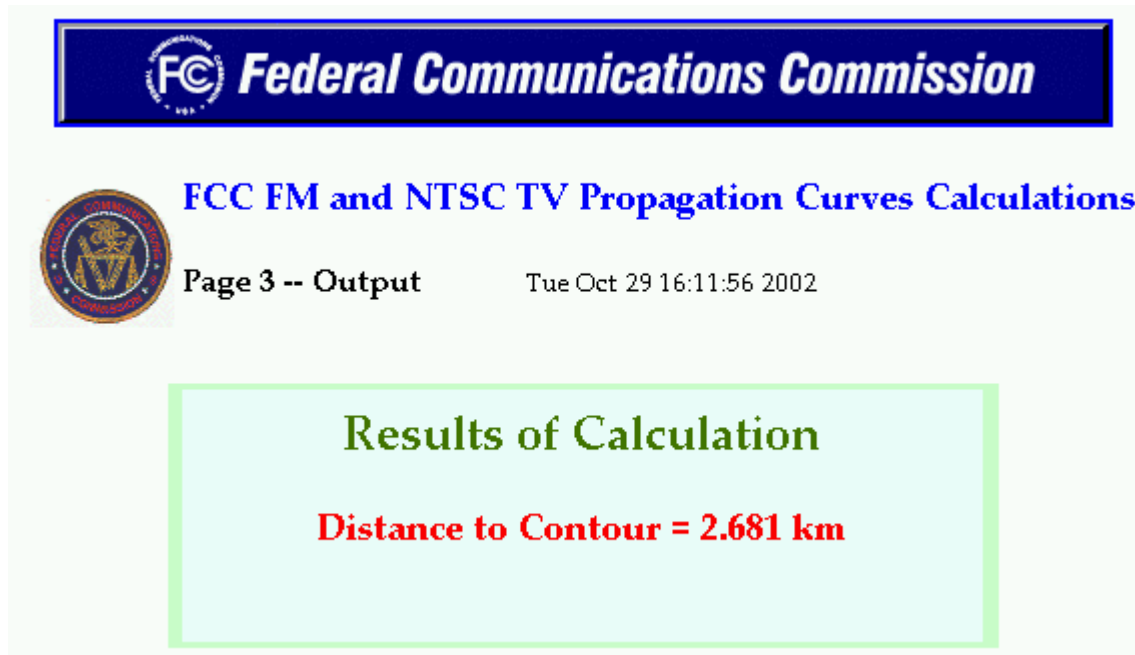 FCC Federal Communications Commission
FCC FM and NTSC TV Propagation Curves Calculations
Page 3 -- Output Tue Oct 29 16:11:56 2002
Results of Calculation
Distance to Contour = 2.681 km